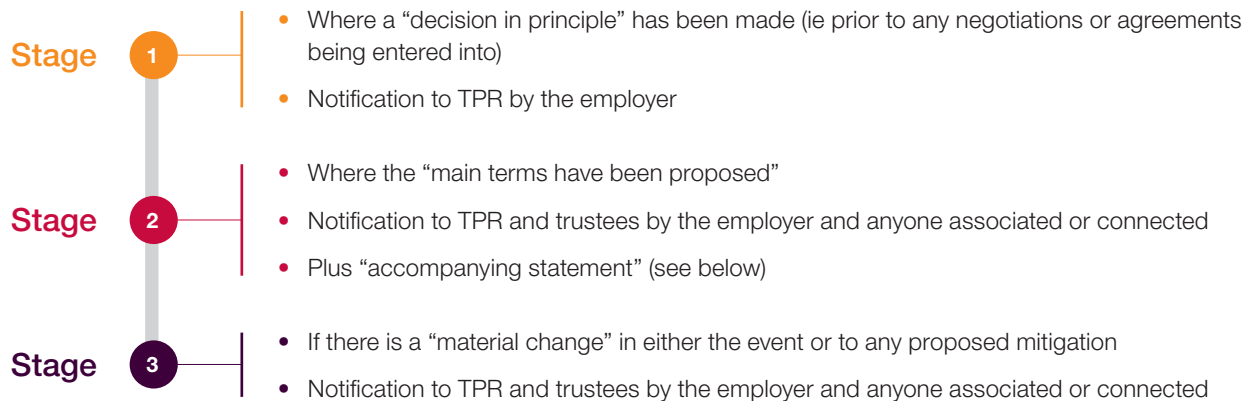 Stage 1
• Where a “decision in principle” has been made (ie prior to any negotiations or agreements
being entered into)
• Notification to TPR by the employer
Stage 2
• Where the “main terms have been proposed”
• Notification to TPR and trustees by the employer and anyone associated or connected
• Plus “accompanying statement” (see below)
Stage 3
• If there is a “material change” in either the event or to any proposed mitigation
• Notification to TPR and trustees by the employer and anyone associated or connected